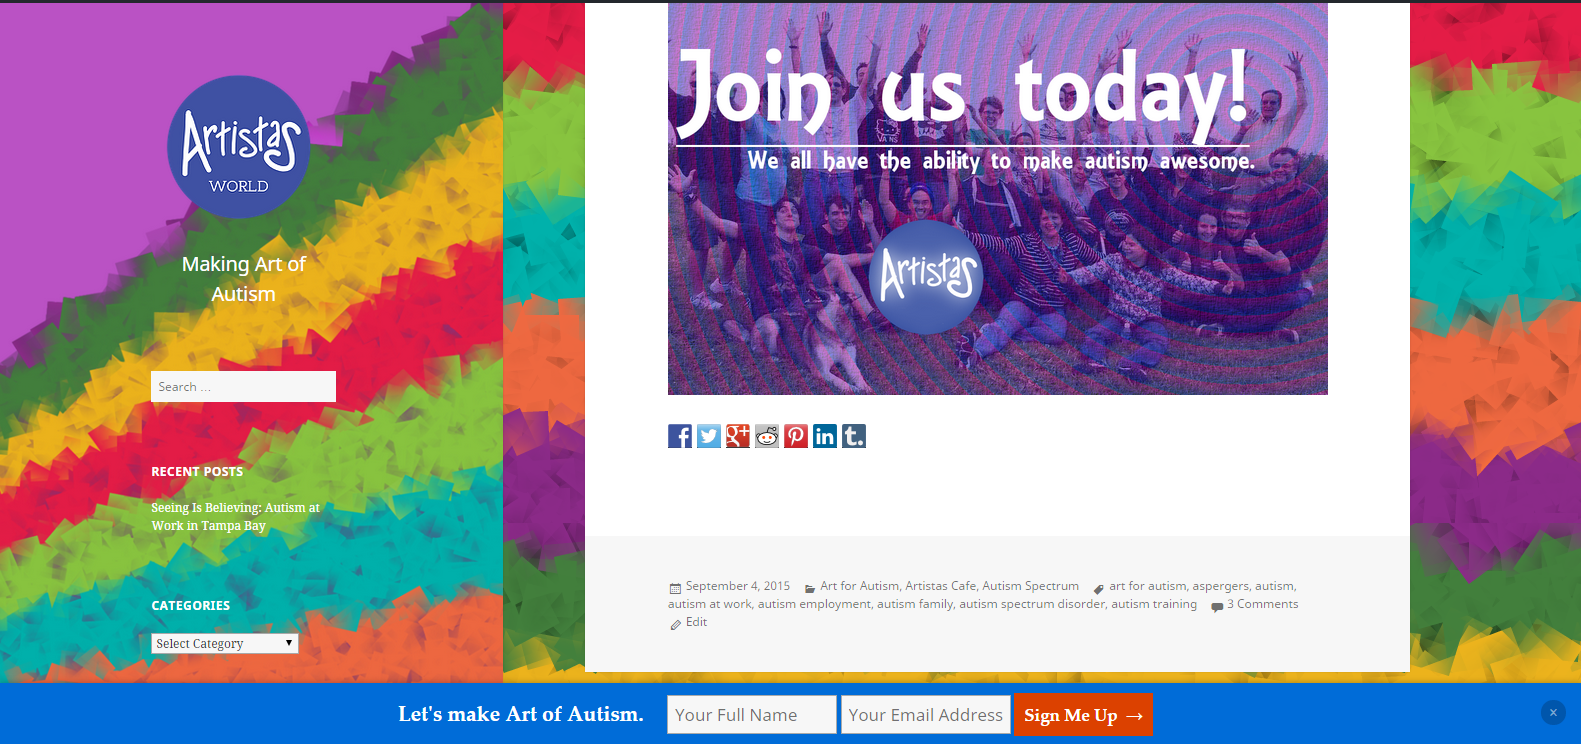 Artistas
WORLD
Making Art of
Autism
Search ...
RECENT POSTS
Seeing Is Believing: Autism at
Work in Tampa Bay
CATEGORIES
Select Category
Join us today!
We all have the ability to make autism awesome.
VANS
Artistas
f
g+
in
t.
September 4, 2015 Art for Autism, Artistas Cafe, Autism Spectrum art for autism, aspergers, autism,
autism at work, autism employment, autism family, autism spectrum disorder, autism training 3 Comments
Edit
Let's make Art of Autism. Your Full Name Your Email Address Sign Me Up →